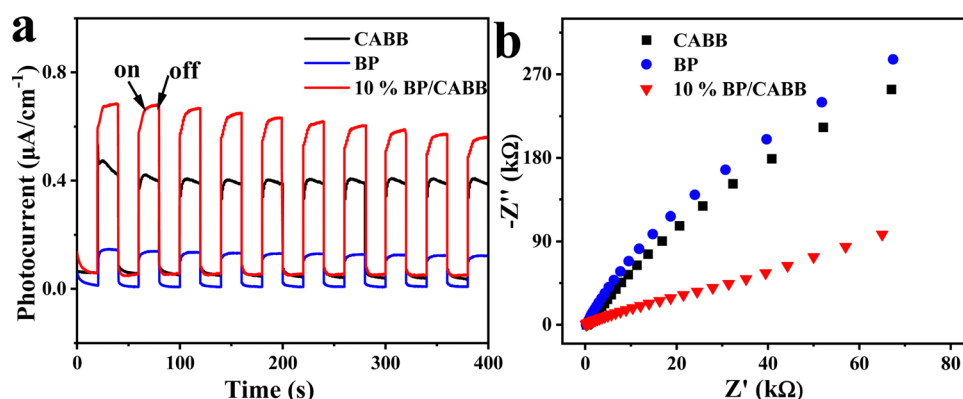 a
on
off
CABB
BP
10 % BP/CABB
Photocurrent (μA/cm⁻¹)
0.8
0.4
0.0
0
100
200
300
400
Time (s)
b
CABB
BP
10 % BP/CABB
-Z'' (kΩ)
270
180
90
0
0
20
40
60
80
Z' (kΩ)